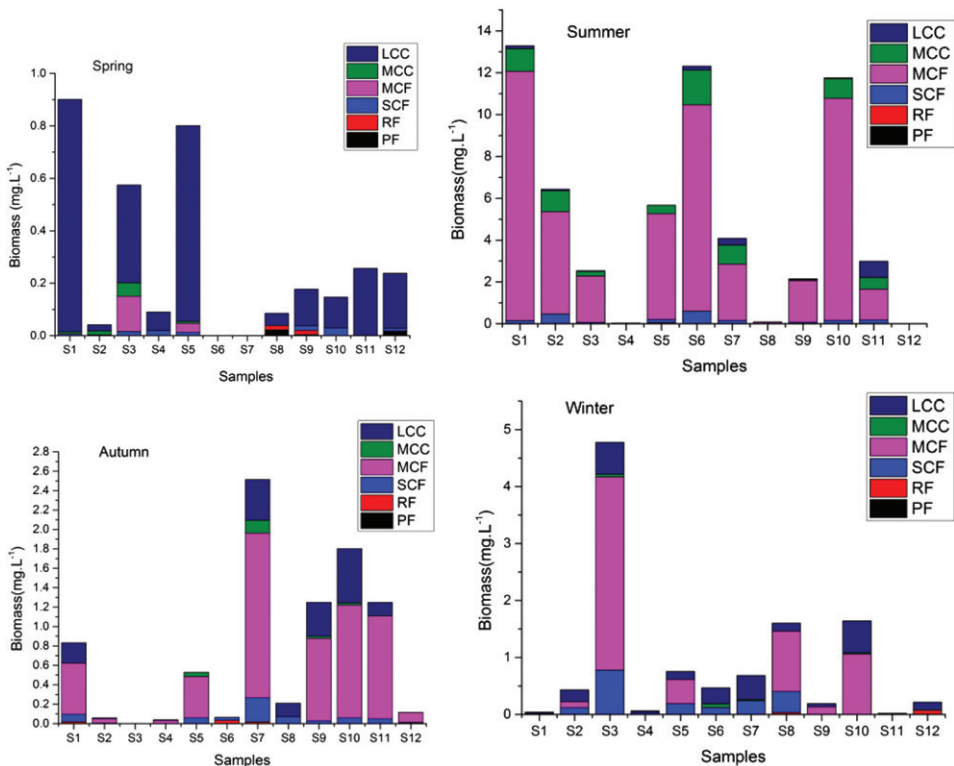 Spring
LCC
MCC
MCF
SCF
RF
PF
Biomass (mg.L⁻¹)
1.0
0.8
0.6
0.4
0.2
0.0
S1 S2 S3 S4 S5 S6 S7 S8 S9 S10 S11 S12
Samples
Summer
LCC
MCC
MCF
SCF
RF
PF
Biomass(mg.L⁻¹)
14
12
10
8
6
4
2
0
S1 S2 S3 S4 S5 S6 S7 S8 S9 S10 S11 S12
Samples
Autumn
LCC
MCC
MCF
SCF
RF
PF
Biomass(mg.L⁻¹)
2.8
2.6
2.4
2.2
2.0
1.8
1.6
1.4
1.2
1.0
0.8
0.6
0.4
0.2
0.0
S1 S2 S3 S4 S5 S6 S7 S8 S9 S10 S11 S12
Samples
Winter
LCC
MCC
MCF
SCF
RF
PF
Biomass(mg.L⁻¹)
5
4
3
2
1
0
S1 S2 S3 S4 S5 S6 S7 S8 S9 S10 S11 S12
Samples